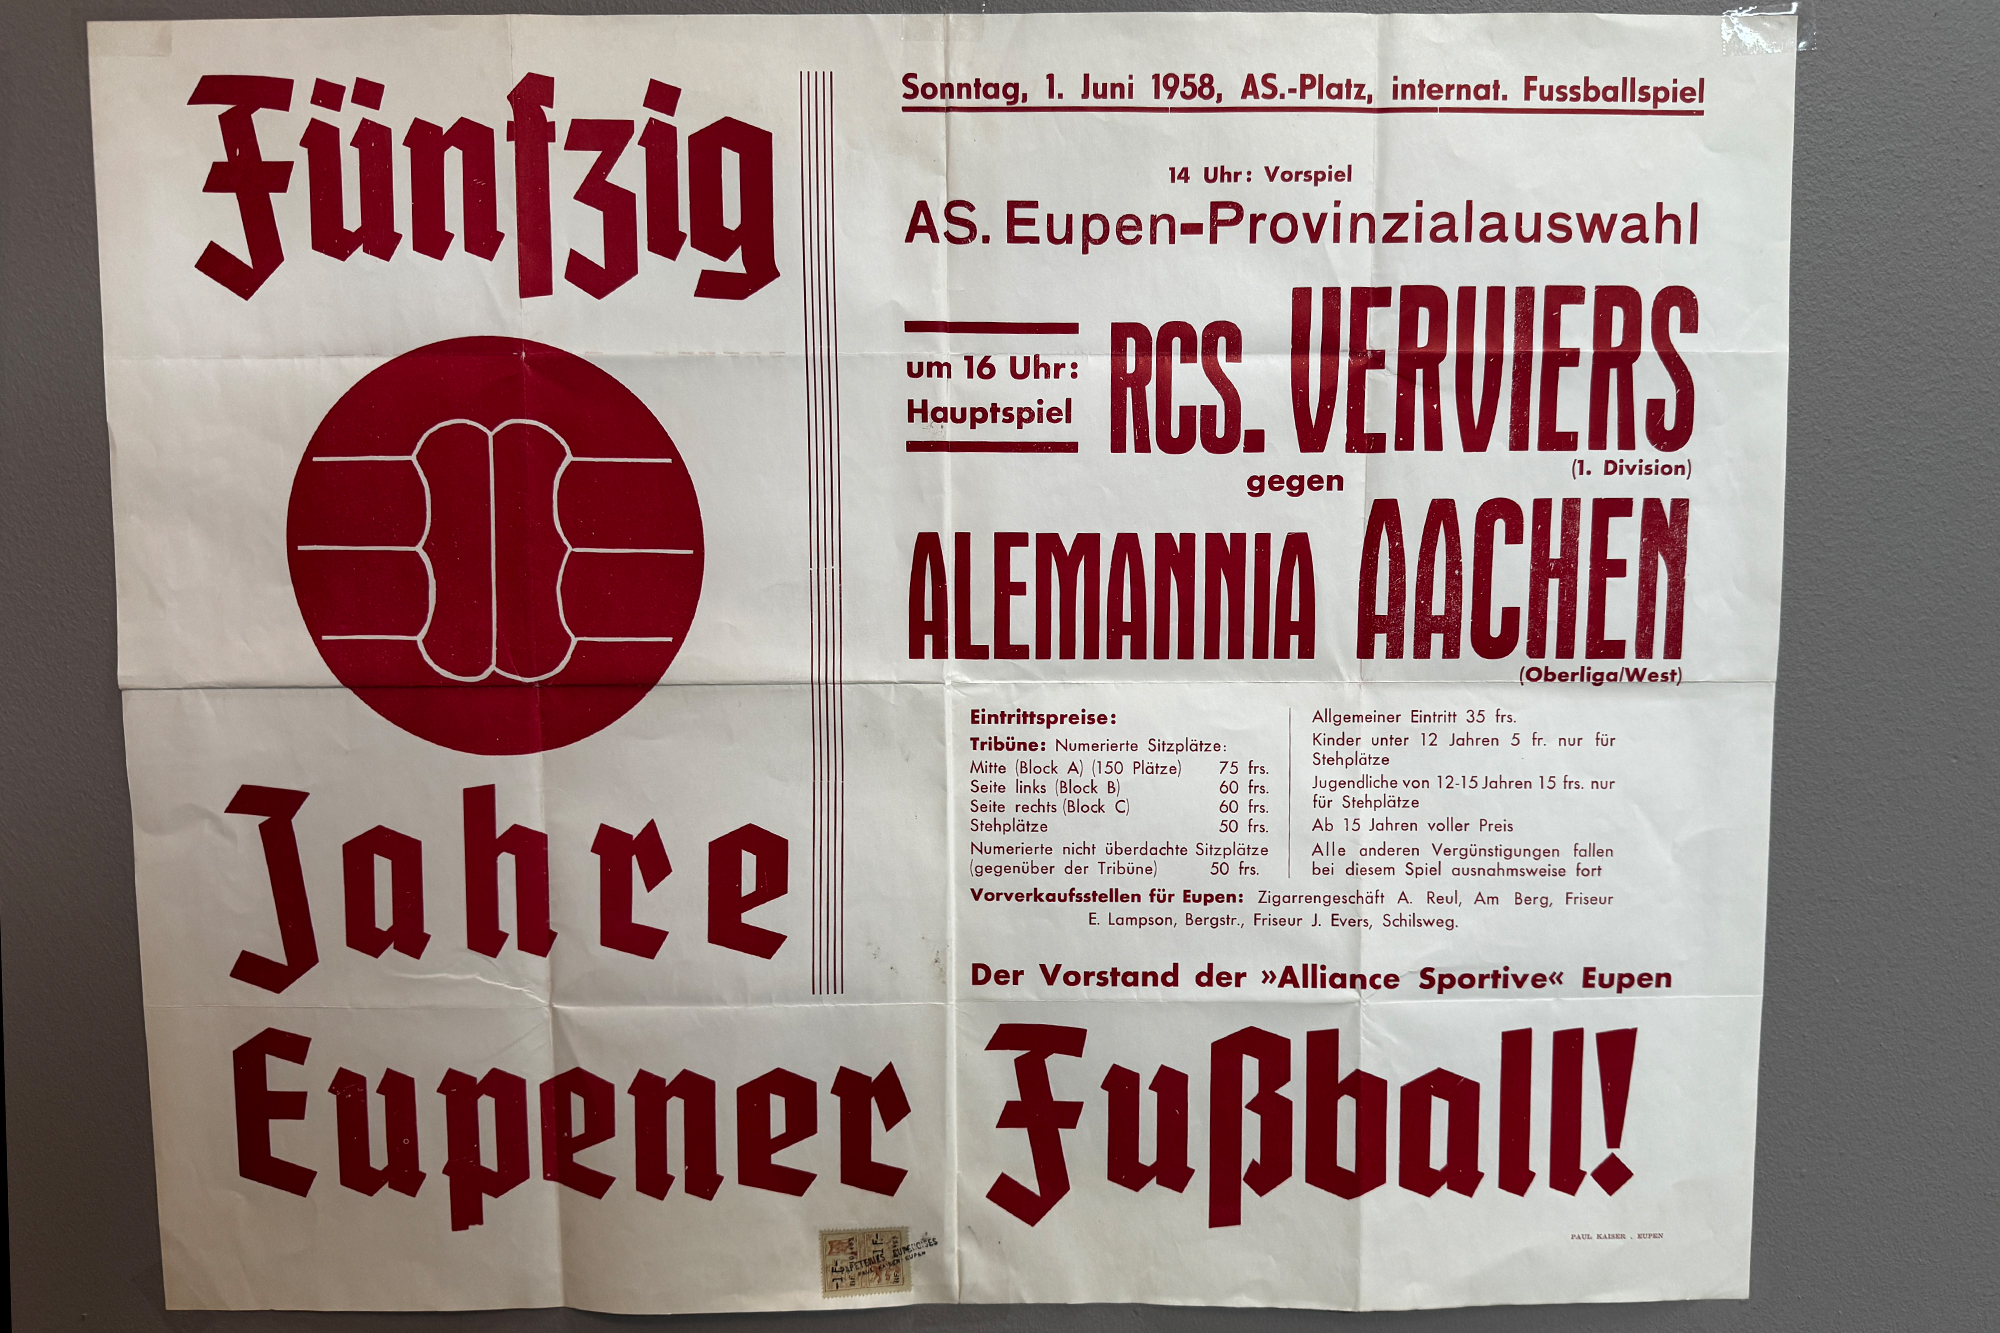 Fünfzig
Jahre
Eupener Fußball!
Sonntag, 1. Juni 1958, AS.-Platz, internat. Fussballspiel
14 Uhr: Vorspiel
AS. Eupen-Provinzialauswahl
um 16 Uhr:
Hauptspiel
RCS. VERVIERS
(1. Division)
gegen
ALEMANNIA AACHEN
(Oberliga/West)
Eintrittspreise:
Tribüne: Numerierte Sitzplätze:
Mitte (Block A) (150 Plätze) 75 frs.
Seite links (Block B) 60 frs.
Seite rechts (Block C) 60 frs.
Stehplätze 50 frs.
Numerierte nicht überdachte Sitzplätze
(gegenüber der Tribüne) 50 frs.
Allgemeiner Eintritt 35 frs.
Kinder unter 12 Jahren 5 fr. nur für
Stehplätze
Jugendliche von 12-15 Jahren 15 frs. nur
für Stehplätze
Ab 15 Jahren voller Preis
Alle anderen Vergünstigungen fallen
bei diesem Spiel ausnahmsweise fort
Vorverkaufsstellen für Eupen: Zigarrengeschäft A. Reul, Am Berg, Friseur
E. Lampson, Bergstr., Friseur J. Evers, Schilsweg.
Der Vorstand der »Alliance Sportive« Eupen
PAUL KAISER . EUPEN